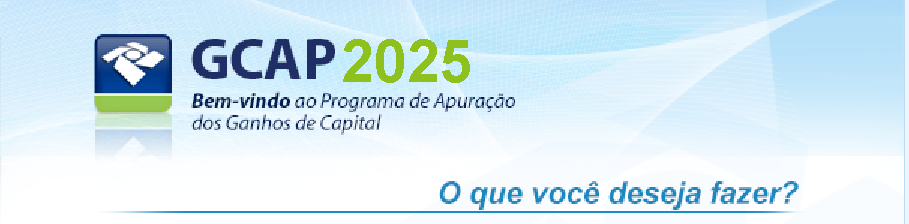 GCAP 2025
Bem-vindo ao Programa de Apuração
dos Ganhos de Capital
O que você deseja fazer?